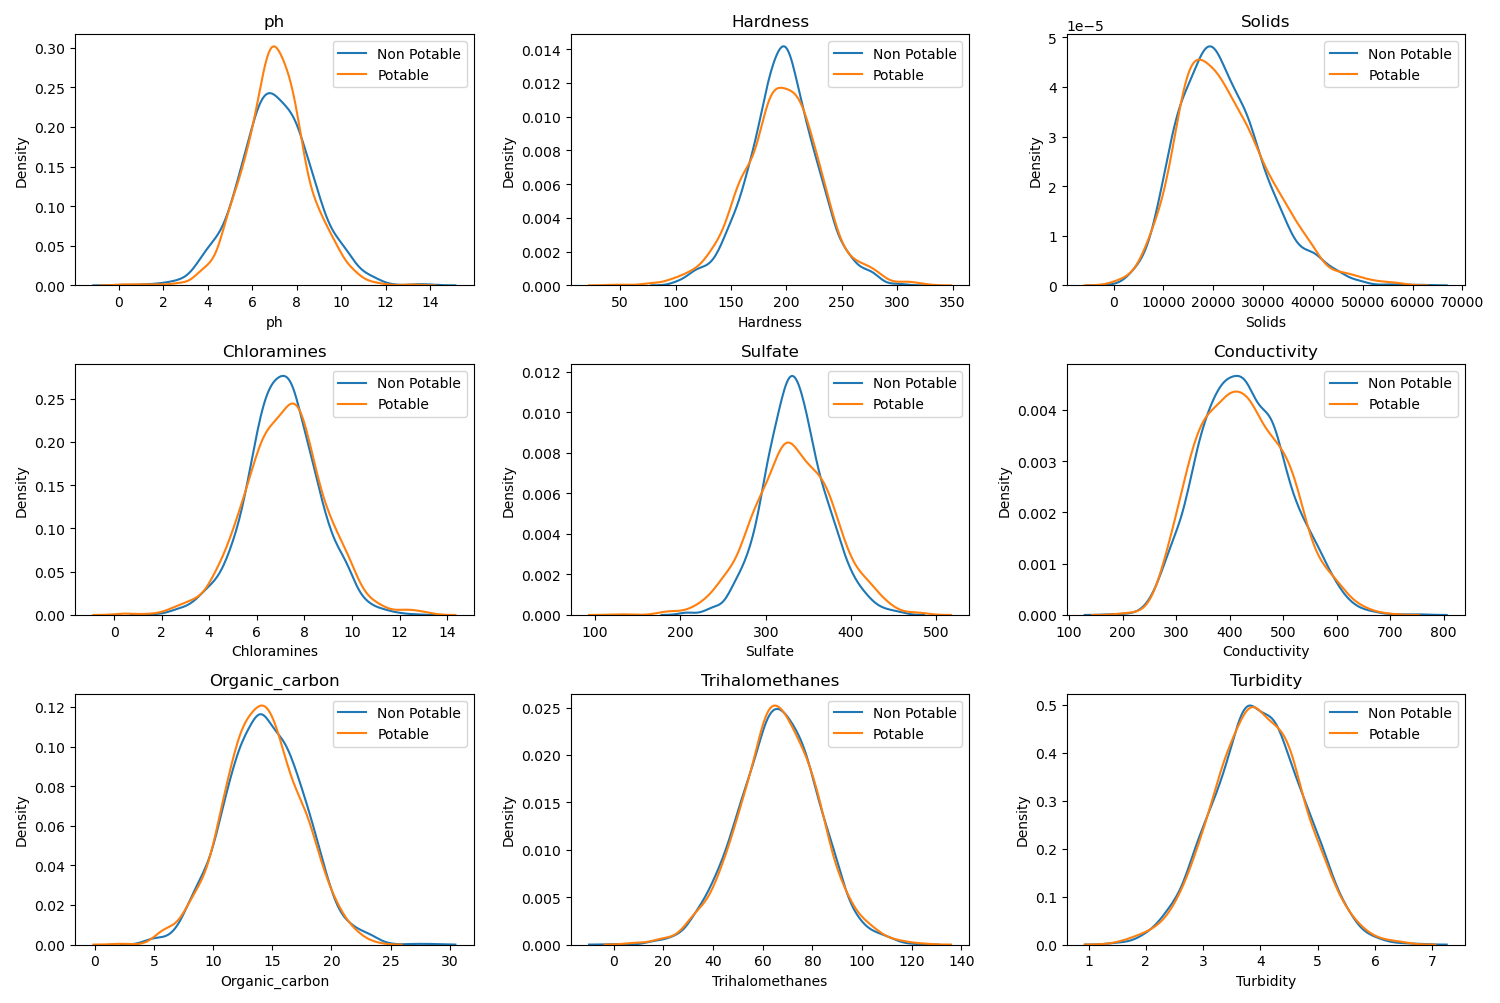 ph
0.30
0.25
0.20
0.15
0.10
0.05
0.00
Density
0 2 4 6 8 10 12 14
ph
Non Potable
Potable
Hardness
0.014
0.012
0.010
0.008
0.006
0.004
0.002
0.000
Density
50 100 150 200 250 300 350
Hardness
Non Potable
Potable
Solids
1e−5
5
4
3
2
1
0
Density
0 10000 20000 30000 40000 50000 60000 70000
Solids
Non Potable
Potable
Chloramines
0.25
0.20
0.15
0.10
0.05
0.00
Density
0 2 4 6 8 10 12 14
Chloramines
Non Potable
Potable
Sulfate
0.012
0.010
0.008
0.006
0.004
0.002
0.000
Density
100 200 300 400 500
Sulfate
Non Potable
Potable
Conductivity
0.004
0.003
0.002
0.001
0.000
Density
100 200 300 400 500 600 700 800
Conductivity
Non Potable
Potable
Organic_carbon
0.12
0.10
0.08
0.06
0.04
0.02
0.00
Density
0 5 10 15 20 25 30
Organic_carbon
Non Potable
Potable
Trihalomethanes
0.025
0.020
0.015
0.010
0.005
0.000
Density
0 20 40 60 80 100 120 140
Trihalomethanes
Non Potable
Potable
Turbidity
0.5
0.4
0.3
0.2
0.1
0.0
Density
1 2 3 4 5 6 7
Turbidity
Non Potable
Potable